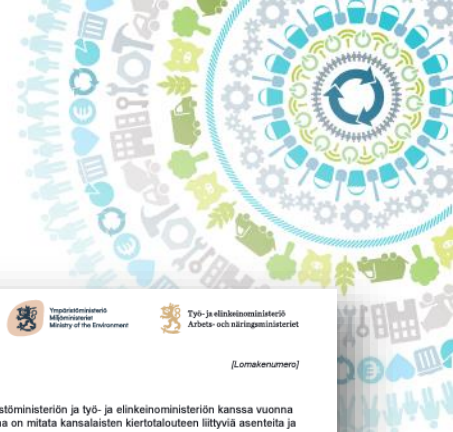 Ympäristöministeriö
Miljöministeriet
Ministry of the Environment
Työ- ja elinkeinoministeriö
Arbets- och näringsministeriet
[Lomakenumero]
stöministeriön ja työ- ja elinkeinoministeriön kanssa vuonna
na on mitata kansalaisten kiertotalouteen liittyviä asenteita ja